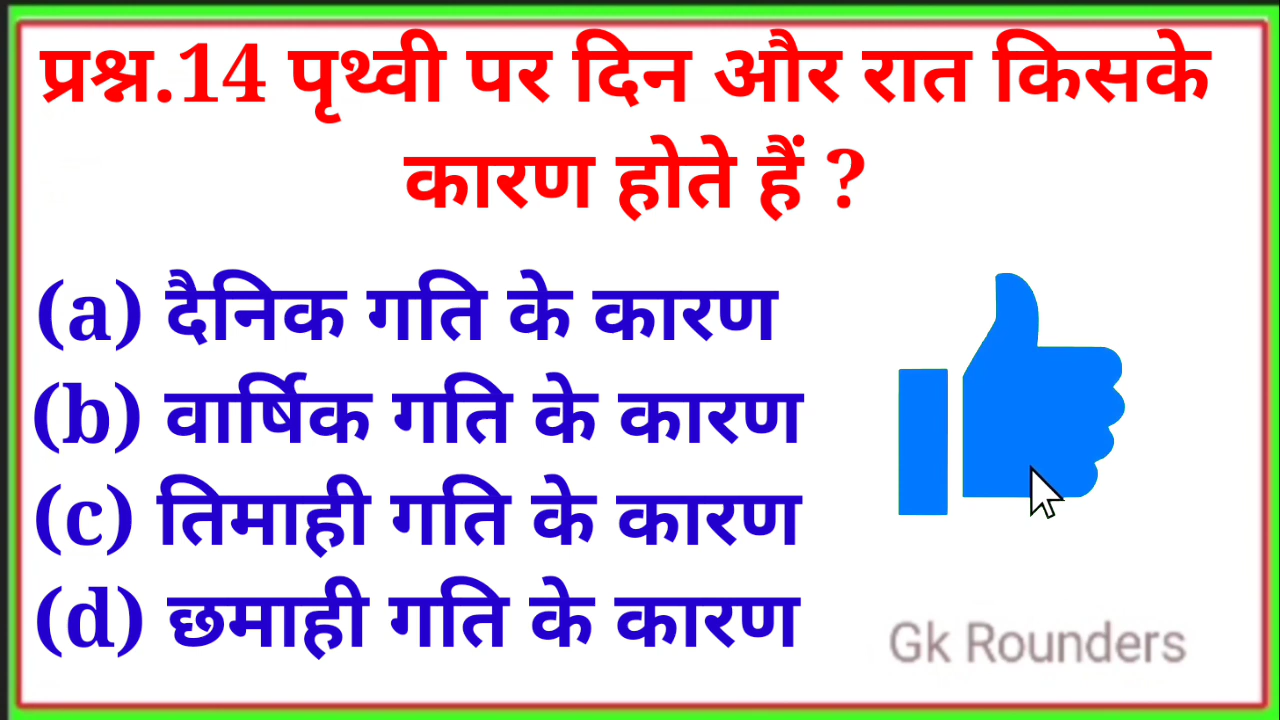 प्रश्न.14 पृथ्वी पर दिन और रात किसके
कारण होते हैं ?
(a) दैनिक गति के कारण
(b) वार्षिक गति के कारण
(c) तिमाही गति के कारण
(d) छमाही गति के कारण
Gk Rounders